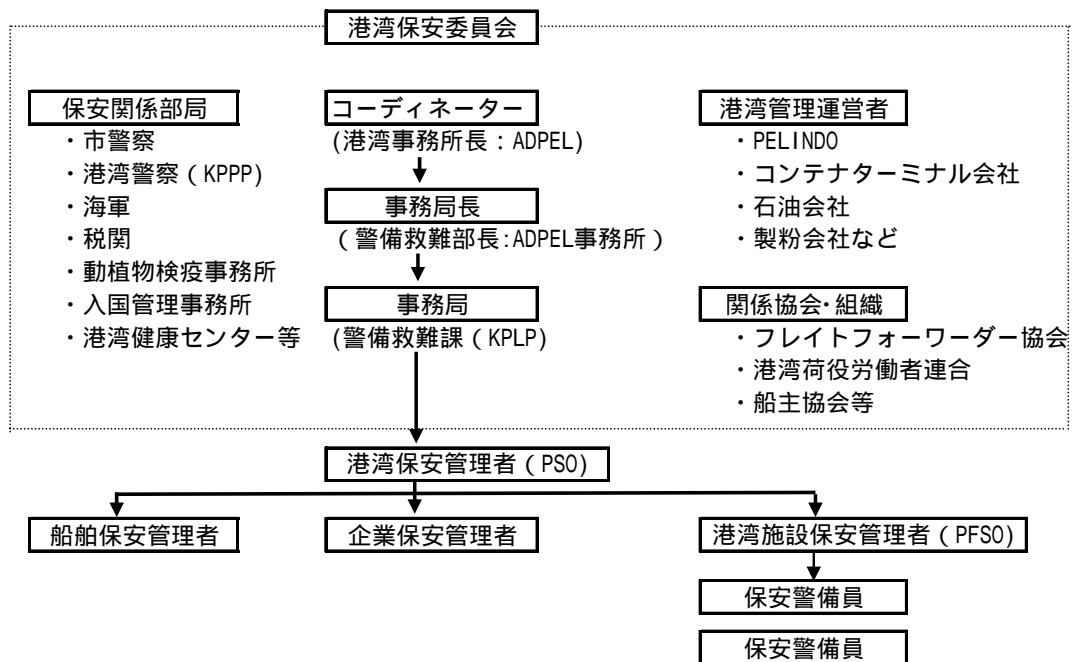 港湾保安委員会
保安関係部局
・市警察
・港湾警察（KPPP)
・海軍
・税関
・動植物検疫事務所
・入国管理事務所
・港湾健康センター等
コーディネーター
(港湾事務所長：ADPEL)
事務局長
（警備救難部長:ADPEL事務所）
事務局
(警備救難課（KPLP)
港湾管理運営者
・PELINDO
・コンテナターミナル会社
・石油会社
・製粉会社など
関係協会･組織
・フレイトフォーワーダー協会
・港湾荷役労働者連合
・船主協会等
港湾保安管理者（PSO)
船舶保安管理者
企業保安管理者
港湾施設保安管理者（PFSO)
保安警備員
保安警備員